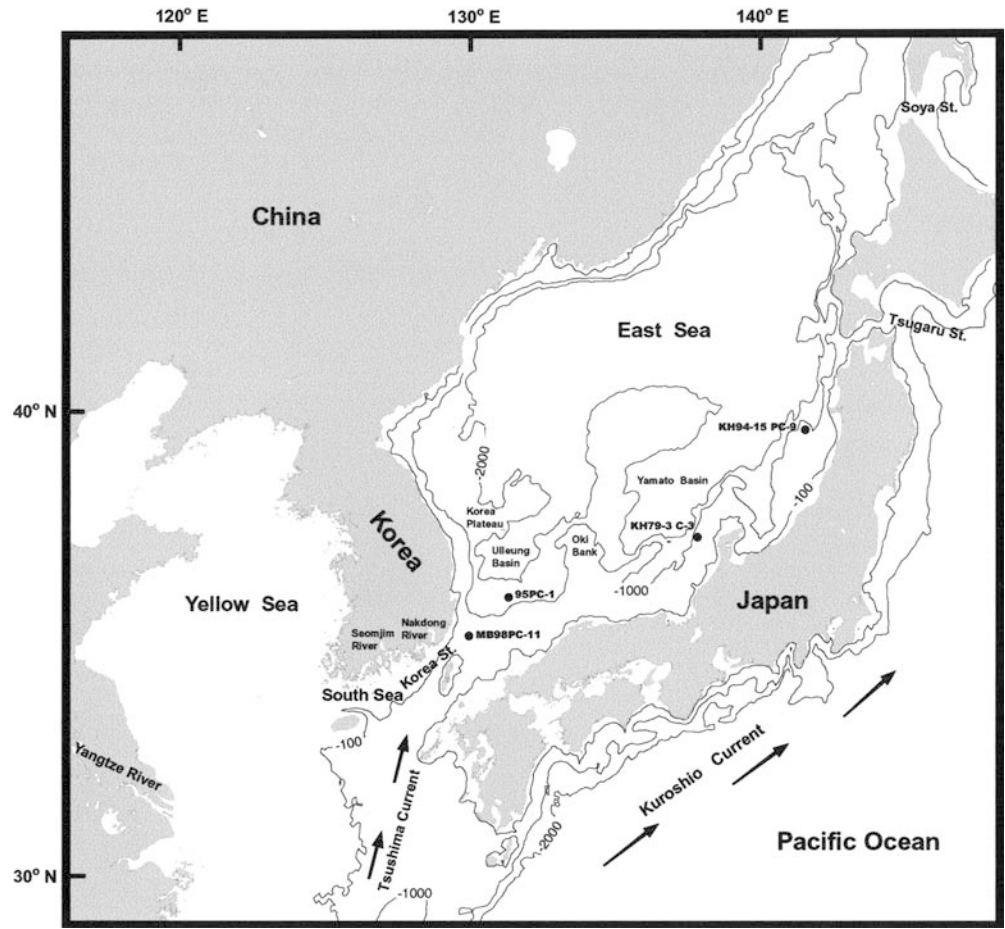 120° E
130° E
140° E
Soya St.
China
East Sea
Tsugaru St.
40° N
KH94-15 PC-9
-2000
Yamato Basin
-100
Korea
Plateau
KH79-3 C-3
Korea
Oki
Bank
Ulleung
Basin
-1000
95PC-1
Yellow Sea
Japan
Nakdong
River
Seomjim
River
MB98PC-11
Korea St.
South Sea
-100
Yangtze River
Kuroshio Current
Tsushima Current
-2000
Pacific Ocean
30° N
-1000